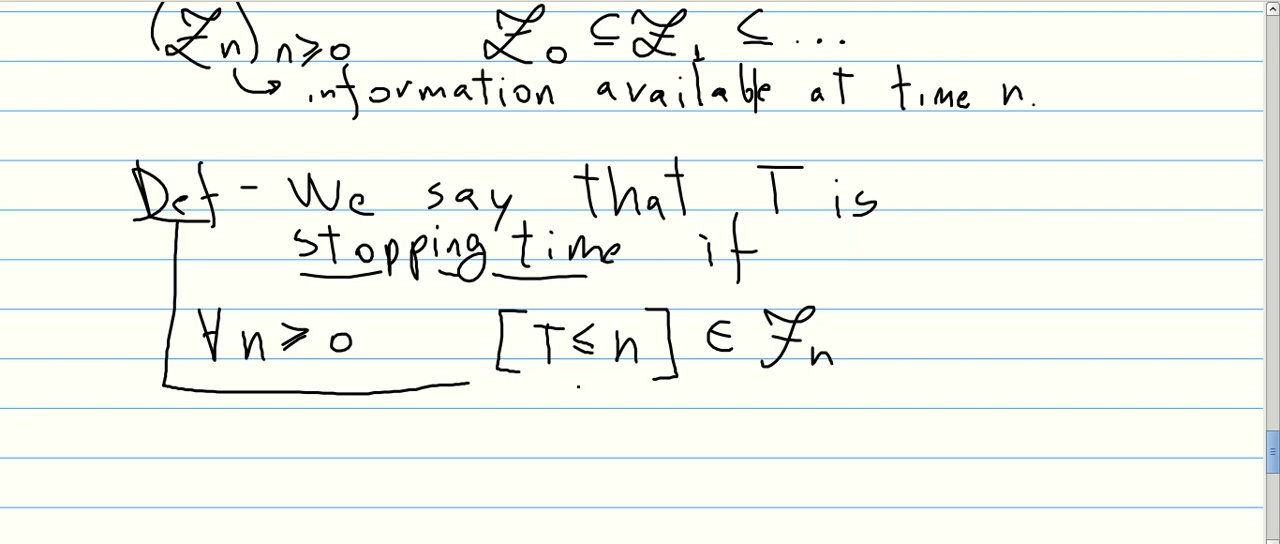 (ℱn)n≥0 ℱ0 ⊆ ℱ1 ⊆ ...
information available at time n.
Def - We say that T is
stopping time if
∀ n ≥ 0 [T ≤ n] ∈ ℱn